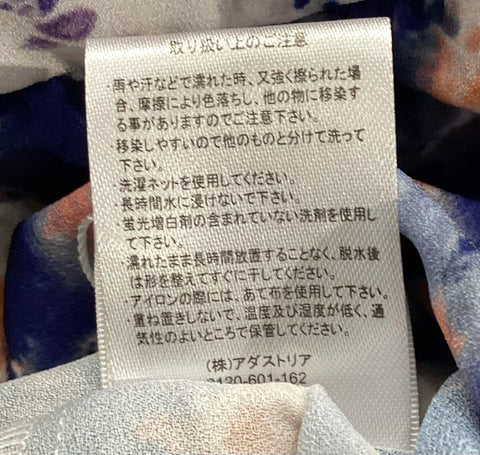 取り扱い上のご注意
・雨や汗などで濡れた時、又強く擦られた場
合、摩擦により色落ちし、他の物に移染す
る事がありますのでご注意下さい。
・移染しやすいので他のものと分けて洗って
下さい。
・洗濯ネットを使用してください。
・長時間水に浸けないで下さい。
・蛍光増白剤の含まれていない洗剤を使用し
て下さい。
・濡れたまま長時間放置することなく、脱水後
は形を整えてすぐに干してください。
・アイロンの際には、あて布を使用して下さい。
・重ね置きしないで、温度及び湿度が低く、通
気性のよいところで保管してください。
(株)アダストリア
0120-601-162